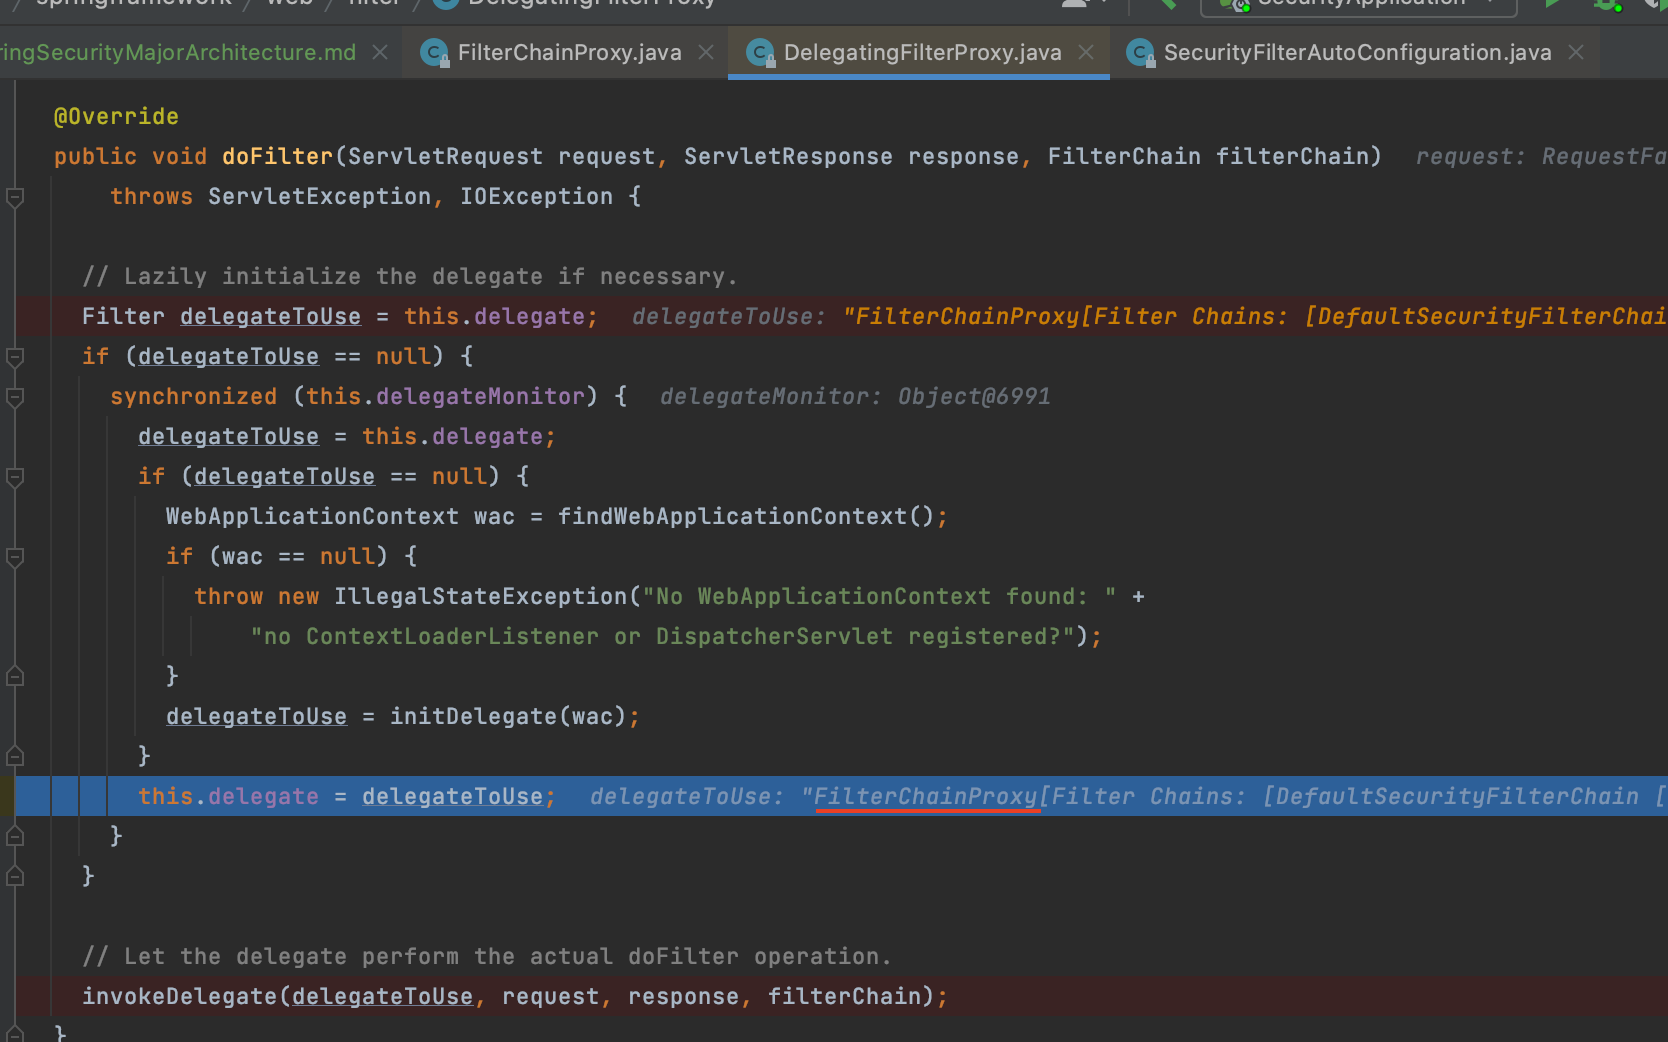 springframework / web / filter / DelegatingFilterProxy SecurityApplication
ringSecurityMajorArchitecture.md FilterChainProxy.java DelegatingFilterProxy.java SecurityFilterAutoConfiguration.java
@Override
public void doFilter(ServletRequest request, ServletResponse response, FilterChain filterChain) request: RequestFa
throws ServletException, IOException {
// Lazily initialize the delegate if necessary.
Filter delegateToUse = this.delegate; delegateToUse: "FilterChainProxy[Filter Chains: [DefaultSecurityFilterChai
if (delegateToUse == null) {
synchronized (this.delegateMonitor) { delegateMonitor: Object@6991
delegateToUse = this.delegate;
if (delegateToUse == null) {
WebApplicationContext wac = findWebApplicationContext();
if (wac == null) {
throw new IllegalStateException("No WebApplicationContext found: " +
"no ContextLoaderListener or DispatcherServlet registered?");
}
delegateToUse = initDelegate(wac);
}
this.delegate = delegateToUse; delegateToUse: "FilterChainProxy[Filter Chains: [DefaultSecurityFilterChain [
}
}
// Let the delegate perform the actual doFilter operation.
invokeDelegate(delegateToUse, request, response, filterChain);
}